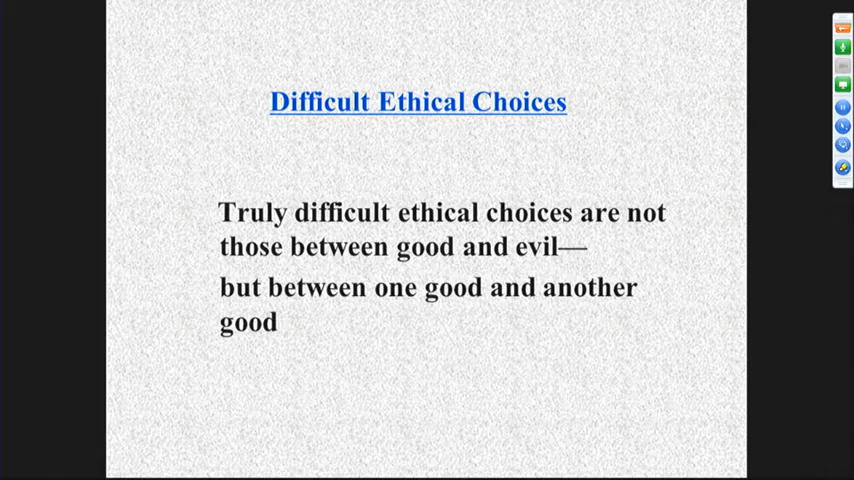 Difficult Ethical Choices
Truly difficult ethical choices are not
those between good and evil—
but between one good and another
good